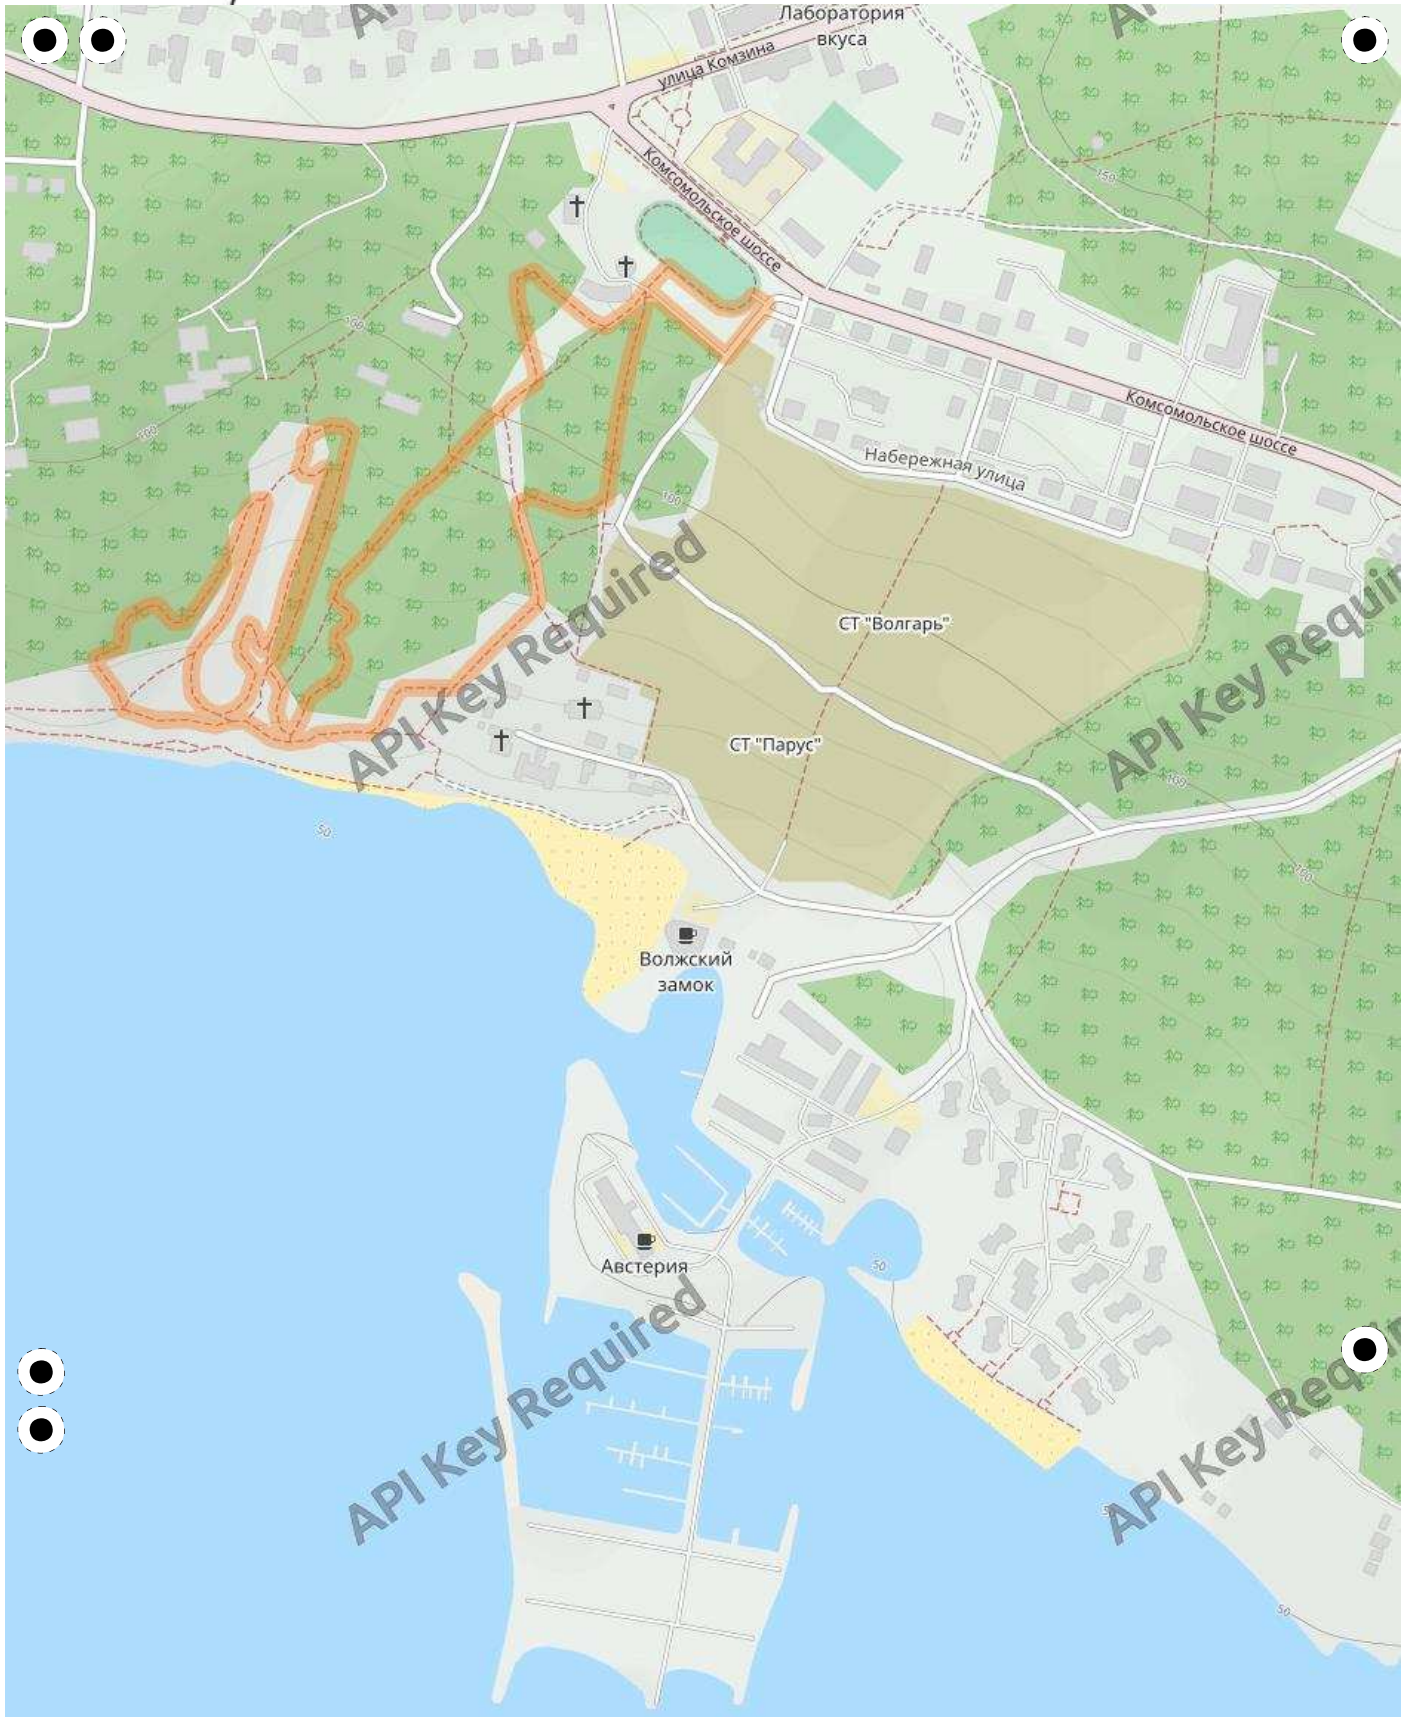 Лаборатория
вкуса
улица Комзина
Комсомольское шоссе
150
100
100
Комсомольское шоссе
Набережная улица
100
API Key Required
API Key Required
СТ "Волгарь"
СТ "Парус"
100
50
100
Волжский
замок
50
Австерия
API Key Required
API Key Required
50
50